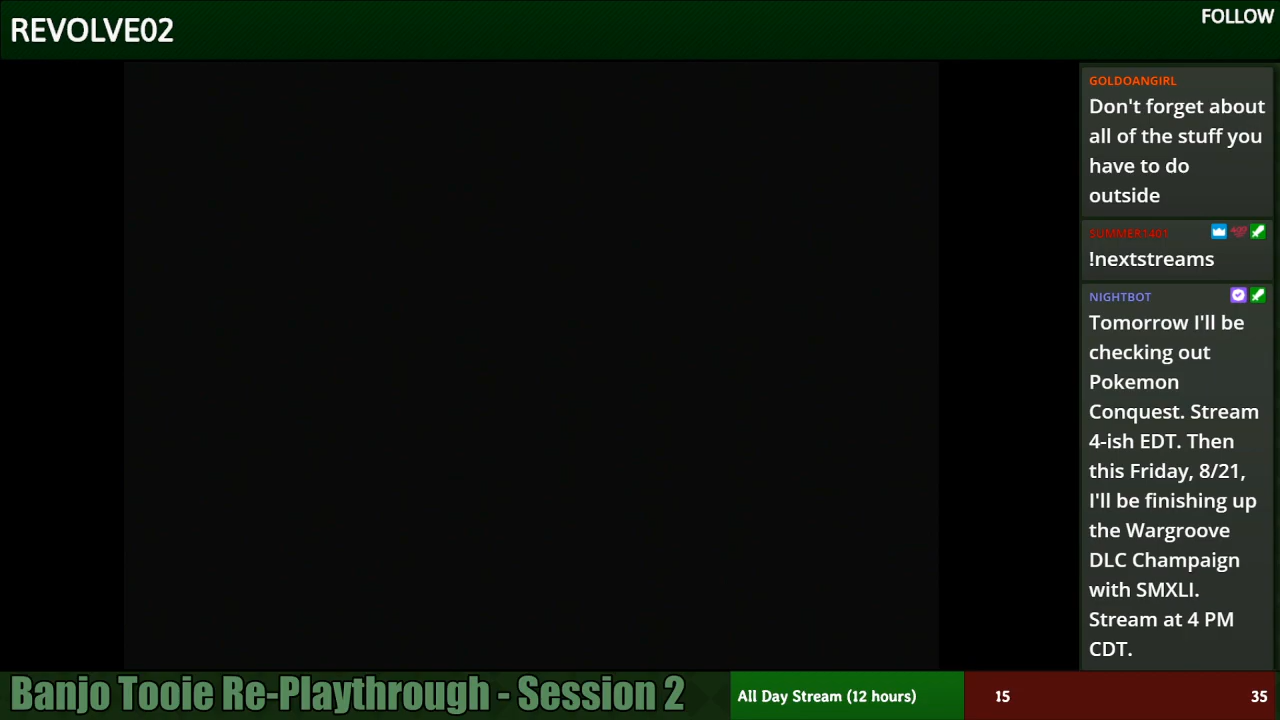 REVOLVE02
FOLLOW
GOLDOANGIRL
Don't forget about
all of the stuff you
have to do
outside
SUMMER1401
!nextstreams
NIGHTBOT
Tomorrow I'll be
checking out
Pokemon
Conquest. Stream
4-ish EDT. Then
this Friday, 8/21,
I'll be finishing up
the Wargroove
DLC Champaign
with SMXLI.
Stream at 4 PM
CDT.
Banjo Tooie Re-Playthrough - Session 2
All Day Stream (12 hours)
15
35